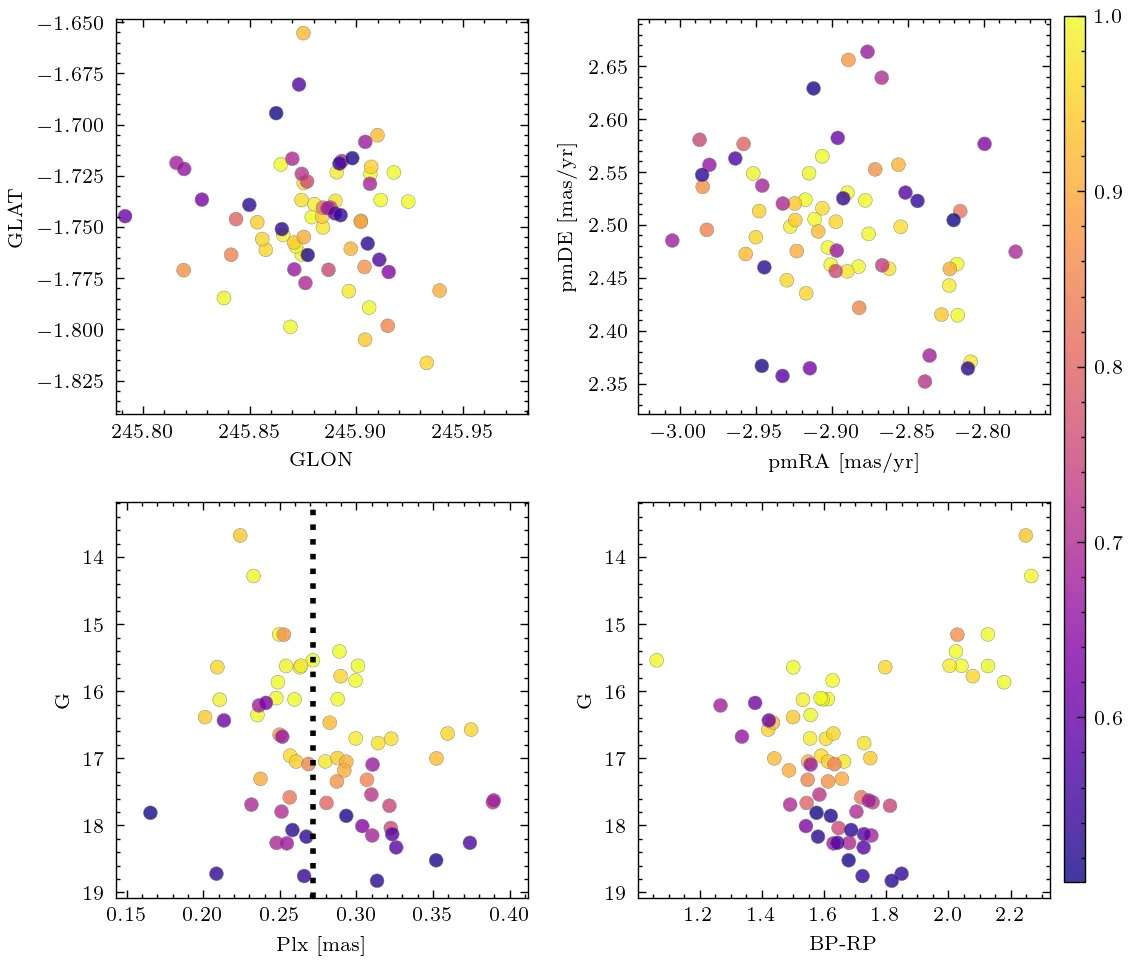 −1.650
−1.675
−1.700
−1.725
−1.750
−1.775
−1.800
−1.825
GLAT
245.80 245.85 245.90 245.95
GLON
2.65
2.60
2.55
2.50
2.45
2.40
2.35
pmDE [mas/yr]
−3.00 −2.95 −2.90 −2.85 −2.80
pmRA [mas/yr]
1.0
0.9
0.8
0.7
0.6
14
15
16
17
18
19
G
0.15 0.20 0.25 0.30 0.35 0.40
Plx [mas]
14
15
16
17
18
19
G
1.2 1.4 1.6 1.8 2.0 2.2
BP-RP